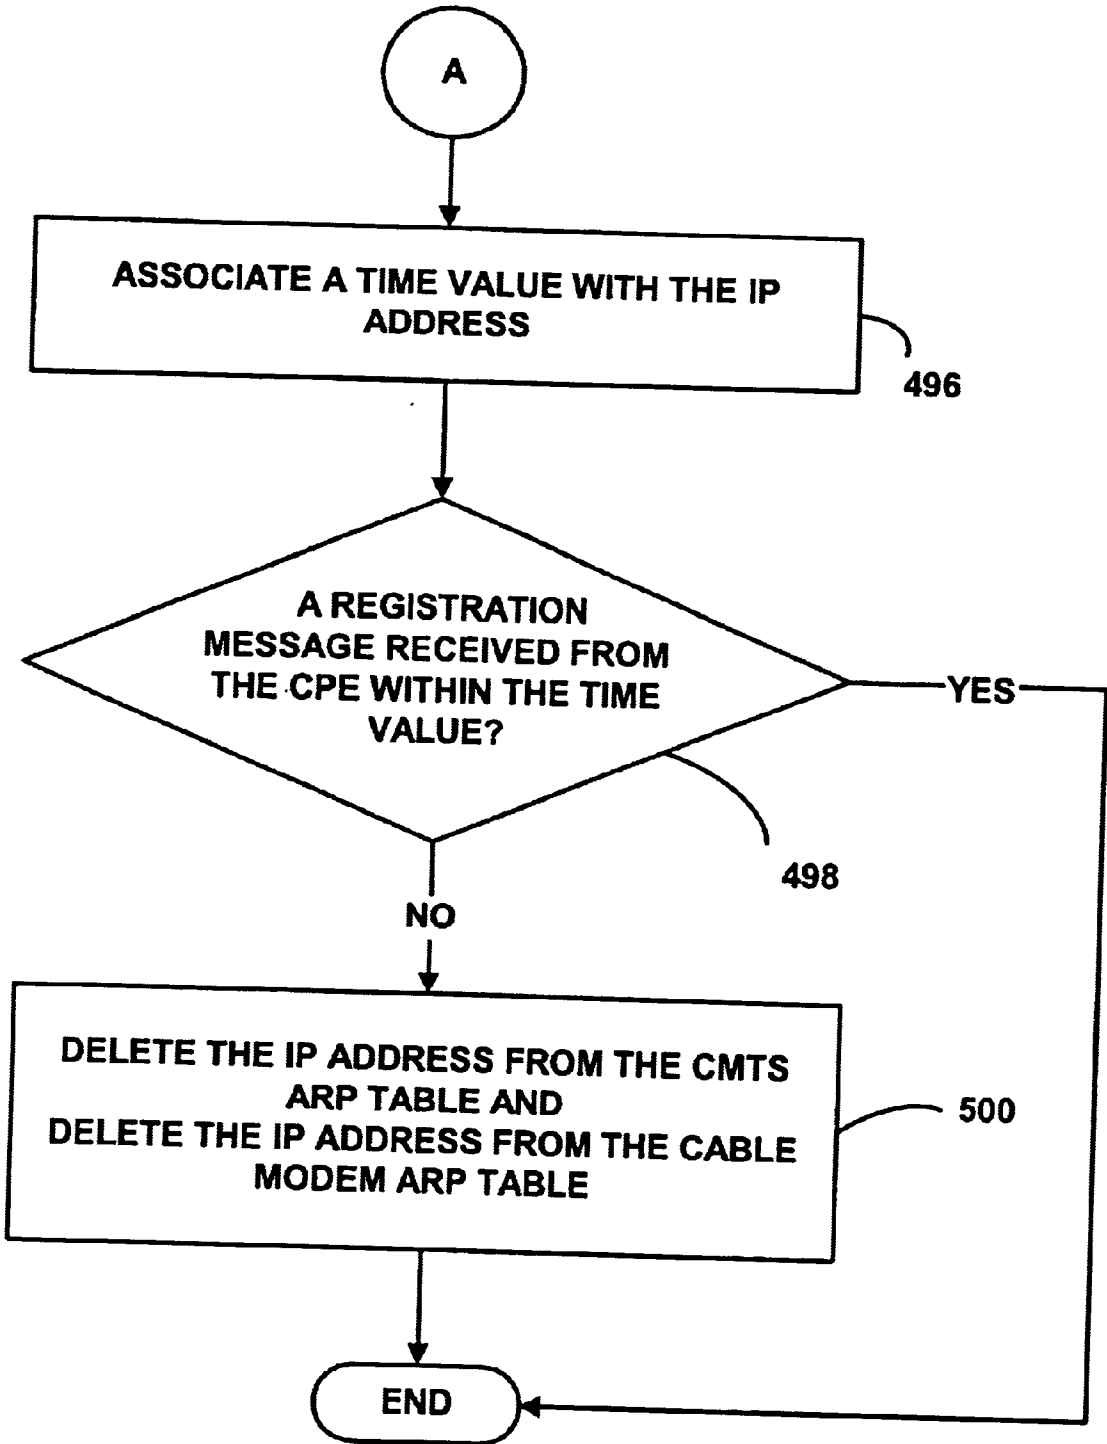 A
ASSOCIATE A TIME VALUE WITH THE IP
ADDRESS
496
A REGISTRATION
MESSAGE RECEIVED FROM
THE CPE WITHIN THE TIME
VALUE?
YES
498
NO
DELETE THE IP ADDRESS FROM THE CMTS
ARP TABLE AND
DELETE THE IP ADDRESS FROM THE CABLE
MODEM ARP TABLE
500
END